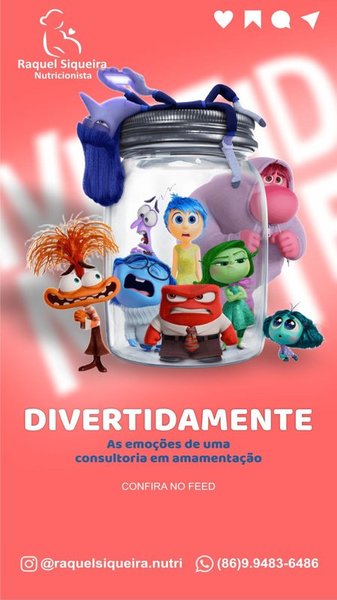 Raquel Siqueira
Nutricionista
DIVERTIDAMENTE
As emoções de uma
consultoria em amamentação
CONFIRA NO FEED
@raquelsiqueira.nutri (86)9.9483-6486